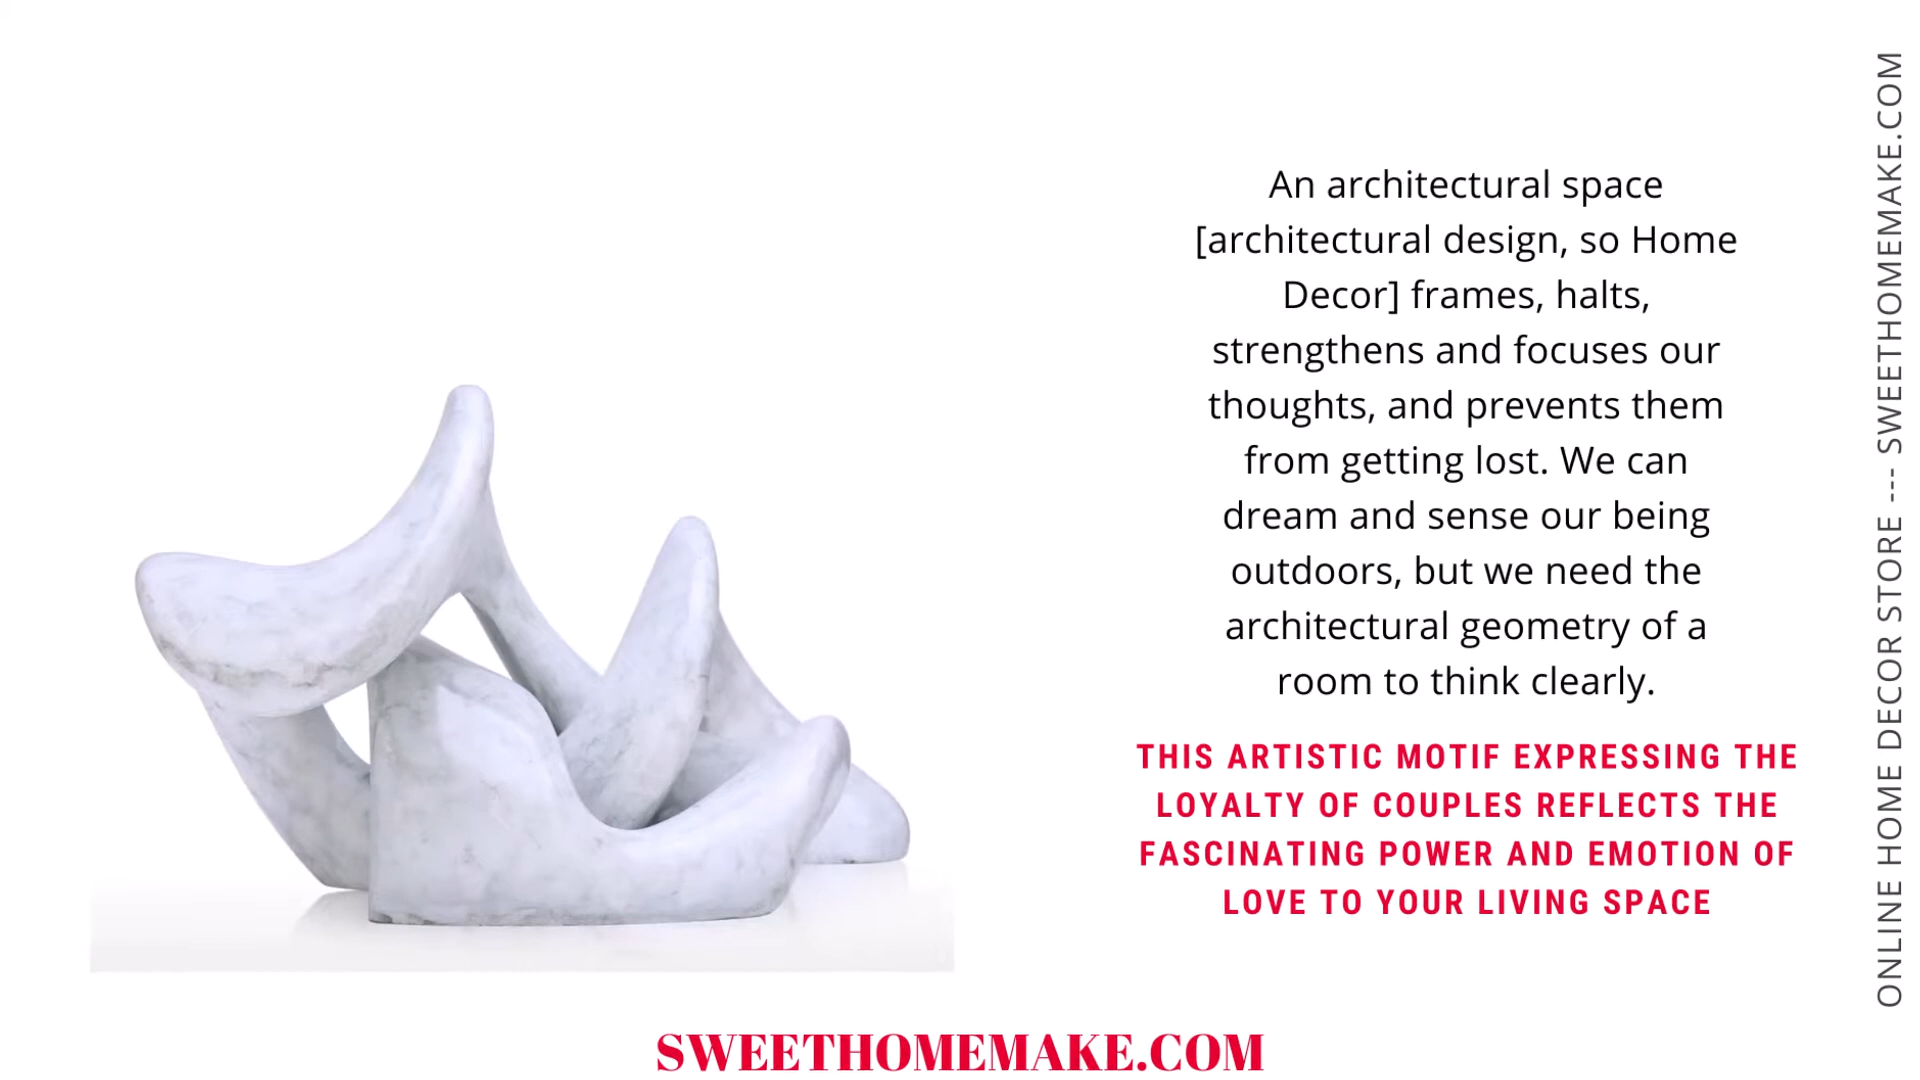 An architectural space
[architectural design, so Home
Decor] frames, halts,
strengthens and focuses our
thoughts, and prevents them
from getting lost. We can
dream and sense our being
outdoors, but we need the
architectural geometry of a
room to think clearly.
THIS ARTISTIC MOTIF EXPRESSING THE
LOYALTY OF COUPLES REFLECTS THE
FASCINATING POWER AND EMOTION OF
LOVE TO YOUR LIVING SPACE
SWEETHOMEMAKE.COM
ONLINE HOME DECOR STORE --- SWEETHOMEMAKE.COM